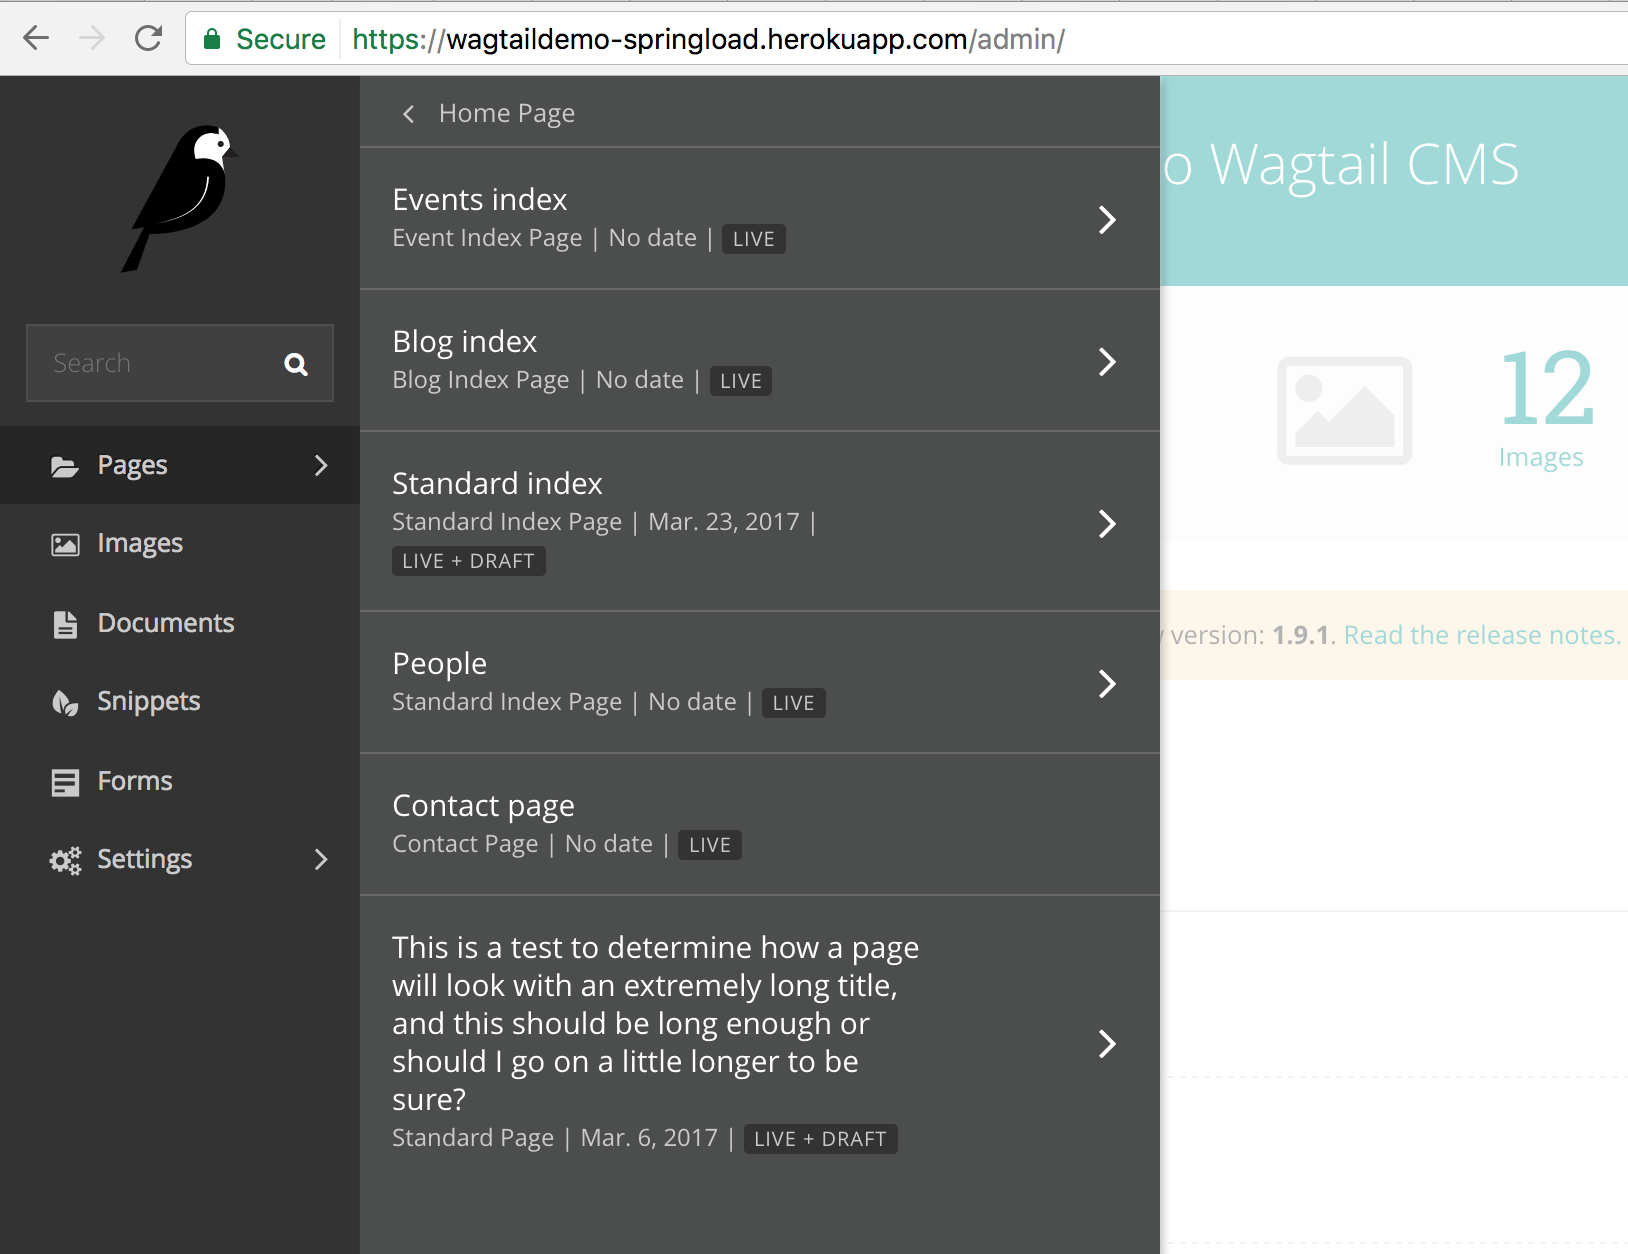 Secure https://wagtaildemo-springload.herokuapp.com/admin/
Search
Pages
Images
Documents
Snippets
Forms
Settings
Home Page
Events index
Event Index Page | No date | LIVE
Blog index
Blog Index Page | No date | LIVE
Standard index
Standard Index Page | Mar. 23, 2017 |
LIVE + DRAFT
People
Standard Index Page | No date | LIVE
Contact page
Contact Page | No date | LIVE
This is a test to determine how a page
will look with an extremely long title,
and this should be long enough or
should I go on a little longer to be
sure?
Standard Page | Mar. 6, 2017 | LIVE + DRAFT
o Wagtail CMS
12
Images
version: 1.9.1. Read the release notes.